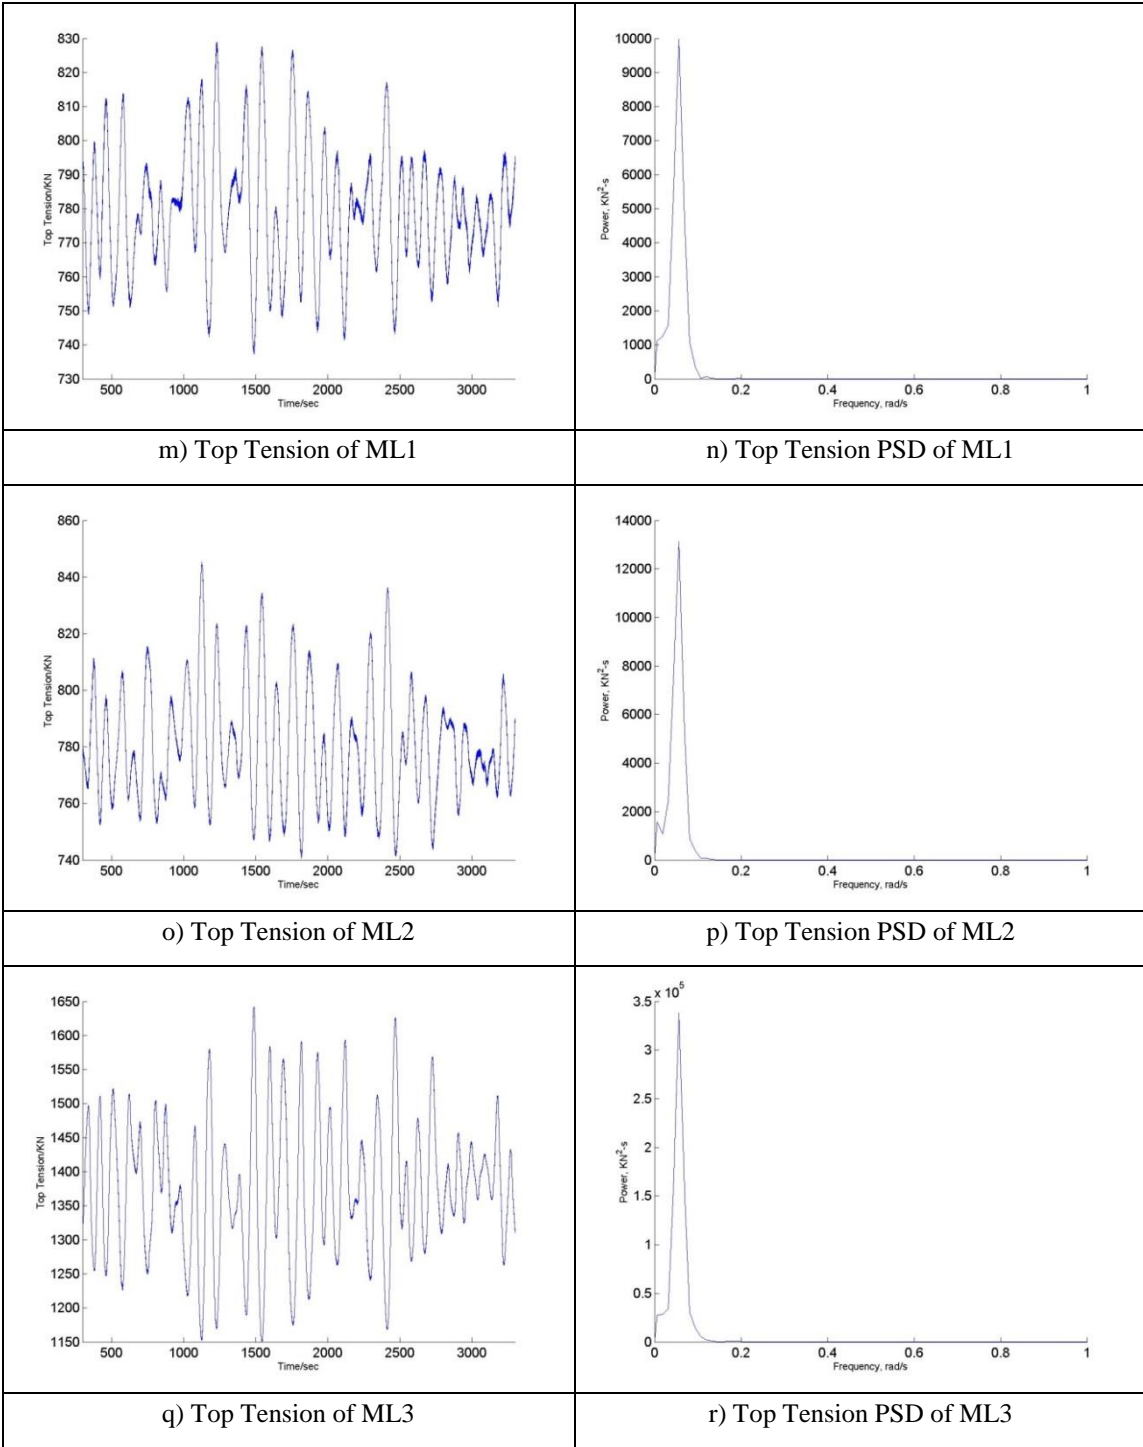 830
820
810
800
790
780
770
760
750
740
730
Top Tension/KN
500 1000 1500 2000 2500 3000
Time/sec
10000
9000
8000
7000
6000
5000
4000
3000
2000
1000
0
Power, KN²-s
0 0.2 0.4 0.6 0.8 1
Frequency, rad/s
m) Top Tension of ML1
n) Top Tension PSD of ML1
860
840
820
800
780
760
740
Top Tension/KN
500 1000 1500 2000 2500 3000
Time/sec
14000
12000
10000
8000
6000
4000
2000
0
Power, KN²-s
0 0.2 0.4 0.6 0.8 1
Frequency, rad/s
o) Top Tension of ML2
p) Top Tension PSD of ML2
1650
1600
1550
1500
1450
1400
1350
1300
1250
1200
1150
Top Tension/KN
500 1000 1500 2000 2500 3000
Time/sec
x 10⁵
3.5
3
2.5
2
1.5
1
0.5
0
Power, KN²-s
0 0.2 0.4 0.6 0.8 1
Frequency, rad/s
q) Top Tension of ML3
r) Top Tension PSD of ML3